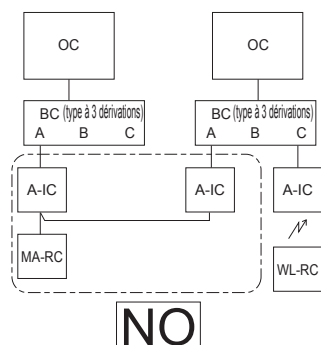 OC OC
BC (type à 3 dérivations) BC (type à 3 dérivations)
A B C A B C
A-IC A-IC A-IC
MA-RC WL-RC
NO